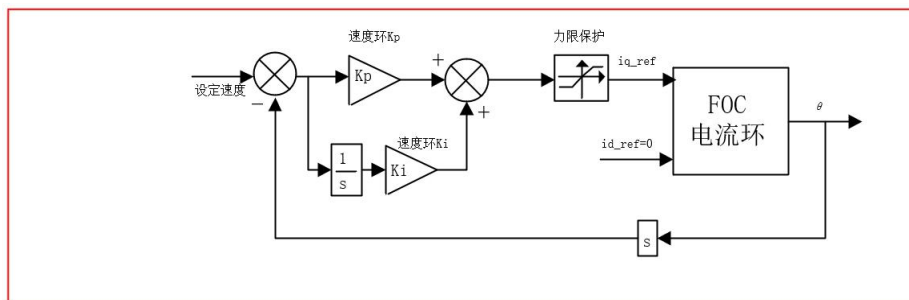 速度环Kp
力限保护
设定速度
−
Kp
+
+
iq_ref
FOC
电流环
θ
id_ref=0
速度环Ki
1
s
Ki
s